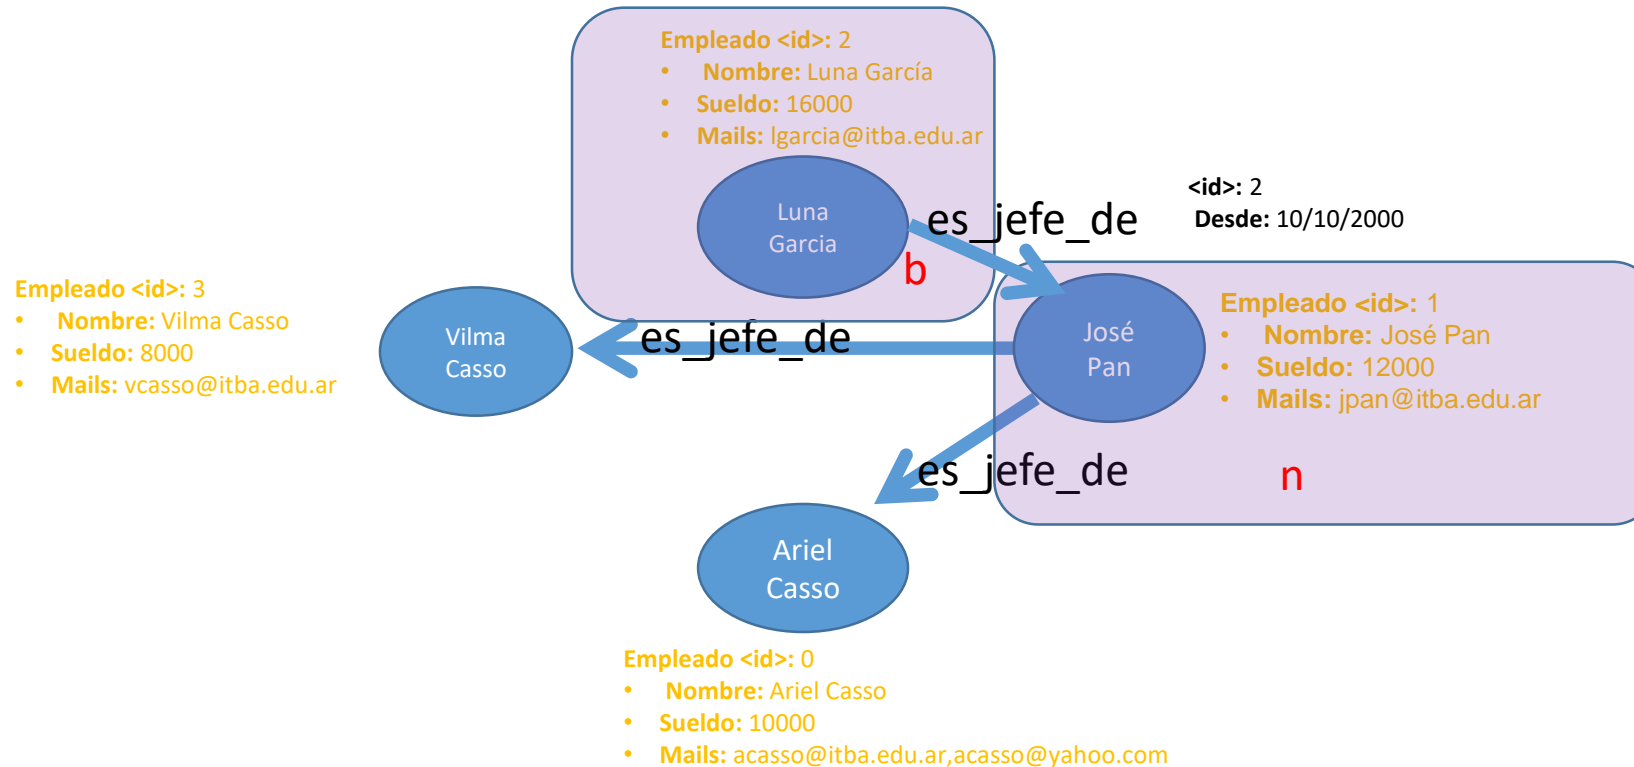 Empleado <id>: 2
• Nombre: Luna García
• Sueldo: 16000
• Mails: lgarcia@itba.edu.ar
Luna
Garcia
b
es_jefe_de
<id>: 2
Desde: 10/10/2000
Empleado <id>: 3
• Nombre: Vilma Casso
• Sueldo: 8000
• Mails: vcasso@itba.edu.ar
Vilma
Casso
es_jefe_de
José
Pan
Empleado <id>: 1
• Nombre: José Pan
• Sueldo: 12000
• Mails: jpan@itba.edu.ar
n
es_jefe_de
Ariel
Casso
Empleado <id>: 0
• Nombre: Ariel Casso
• Sueldo: 10000
• Mails: acasso@itba.edu.ar,acasso@yahoo.com